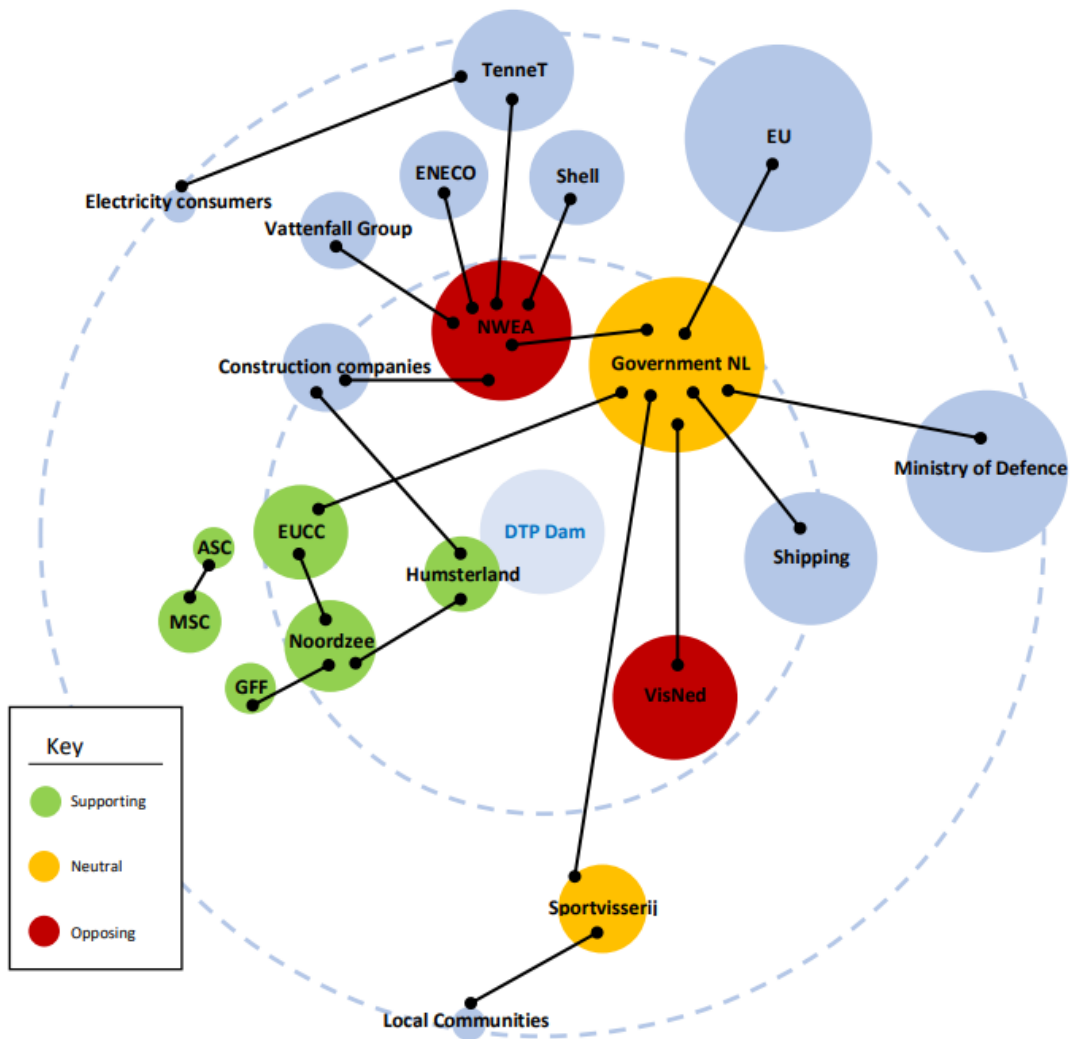 TenneT
EU
ENECO
Shell
Electricity consumers
Vattenfall Group
NWEA
Government NL
Construction companies
Ministry of Defence
EUCC
DTP Dam
ASC
Shipping
Humsterland
MSC
Noordzee
GFF
VisNed
Key
Supporting
Neutral
Opposing
Sportvisserij
Local Communities